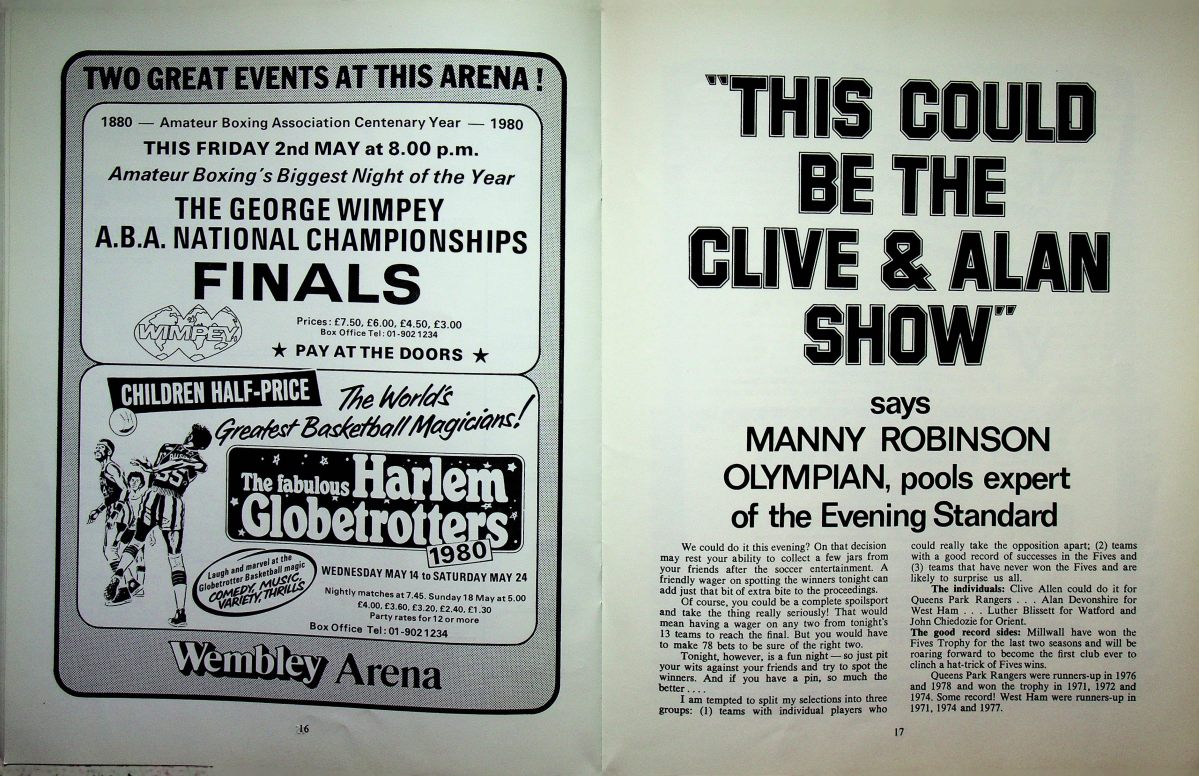 TWO GREAT EVENTS AT THIS ARENA!
1880 — Amateur Boxing Association Centenary Year — 1980
THIS FRIDAY 2nd MAY at 8.00 p.m.
Amateur Boxing's Biggest Night of the Year
THE GEORGE WIMPEY
A.B.A. NATIONAL CHAMPIONSHIPS
FINALS
WIMPEY
Prices: £7.50, £6.00, £4.50, £3.00
Box Office Tel: 01-902 1234
★ PAY AT THE DOORS ★
CHILDREN HALF-PRICE
The World's
Greatest Basketball Magicians!
The fabulous Harlem
Globetrotters
1980
Laugh and marvel at the
Globetrotter Basketball magic
COMEDY, MUSIC,
VARIETY, THRILLS.
WEDNESDAY MAY 14 to SATURDAY MAY 24
Nightly matches at 7.45. Sunday 18 May at 5.00
£4.00, £3.60, £3.20, £2.40, £1.30
Party rates for 12 or more
Box Office Tel: 01-902 1234
Wembley Arena
16
"THIS COULD
BE THE
CLIVE & ALAN
SHOW"
says
MANNY ROBINSON
OLYMPIAN, pools expert
of the Evening Standard
We could do it this evening? On that decision
may rest your ability to collect a few jars from
your friends after the soccer entertainment. A
friendly wager on spotting the winners tonight can
add just that bit of extra bite to the proceedings.
Of course, you could be a complete spoilsport
and take the thing really seriously! That would
mean having a wager on any two from tonight's
13 teams to reach the final. But you would have
to make 78 bets to be sure of the right two.
Tonight, however, is a fun night — so just pit
your wits against your friends and try to spot the
winners. And if you have a pin, so much the
better . . . .
I am tempted to split my selections into three
groups: (1) teams with individual players who
could really take the opposition apart; (2) teams
with a good record of successes in the Fives and
(3) teams that have never won the Fives and are
likely to surprise us all.
The individuals: Clive Allen could do it for
Queens Park Rangers . . . Alan Devonshire for
West Ham . . . Luther Blissett for Watford and
John Chiedozie for Orient.
The good record sides: Millwall have won the
Fives Trophy for the last two seasons and will be
roaring forward to become the first club ever to
clinch a hat-trick of Fives wins.
Queens Park Rangers were runners-up in 1976
and 1978 and won the trophy in 1971, 1972 and
1974. Some record! West Ham were runners-up in
1971, 1974 and 1977.
17